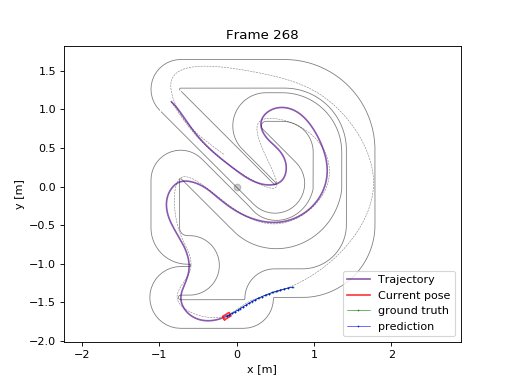 Frame 268
y [m]
1.5
1.0
0.5
0.0
−0.5
−1.0
−1.5
−2.0
−2
−1
0
1
2
x [m]
Trajectory
Current pose
ground truth
prediction